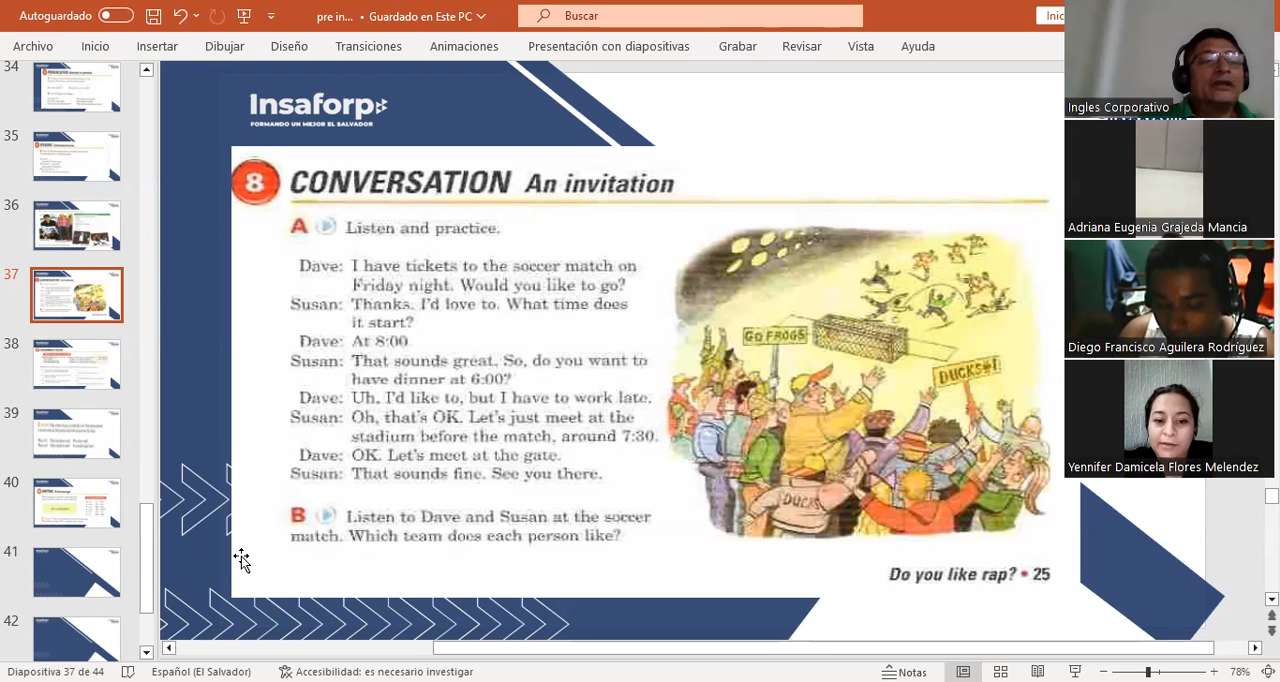 Autoguardado
pre in... • Guardado en Este PC
Buscar
Inic
Archivo
Inicio
Insertar
Dibujar
Diseño
Transiciones
Animaciones
Presentación con diapositivas
Grabar
Revisar
Vista
Ayuda
34
35
36
37
38
39
40
41
42
Insaforp
FORMANDO UN MEJOR EL SALVADOR
8 CONVERSATION An invitation
A Listen and practice.
Dave: I have tickets to the soccer match on
Friday night. Would you like to go?
Susan: Thanks. I'd love to. What time does
it start?
Dave: At 8:00
Susan: That sounds great. So, do you want to
have dinner at 6:00?
Dave: Uh, I'd like to, but I have to work late.
Susan: Oh, that's OK. Let's just meet at the
stadium before the match, around 7:30.
Dave: OK. Let's meet at the gate.
Susan: That sounds fine. See you there.
B Listen to Dave and Susan at the soccer
match. Which team does each person like?
GO FROGS
DUCKS #1
DUCKS
Do you like rap? • 25
Ingles Corporativo
Adriana Eugenia Grajeda Mancia
Diego Francisco Aguilera Rodríguez
Yennifer Damicela Flores Melendez
Diapositiva 37 de 44
Español (El Salvador)
Accesibilidad: es necesario investigar
Notas
78%